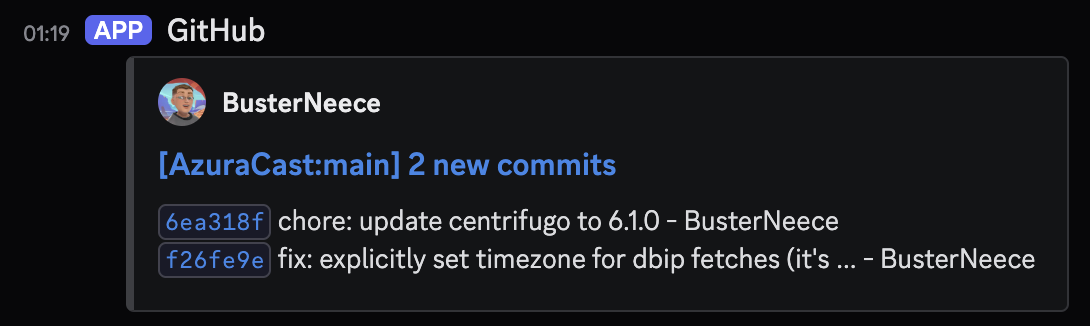 01:19 APP GitHub
BusterNeece
[AzuraCast:main] 2 new commits
6ea318f chore: update centrifugo to 6.1.0 - BusterNeece
f26fe9e fix: explicitly set timezone for dbip fetches (it's ... - BusterNeece